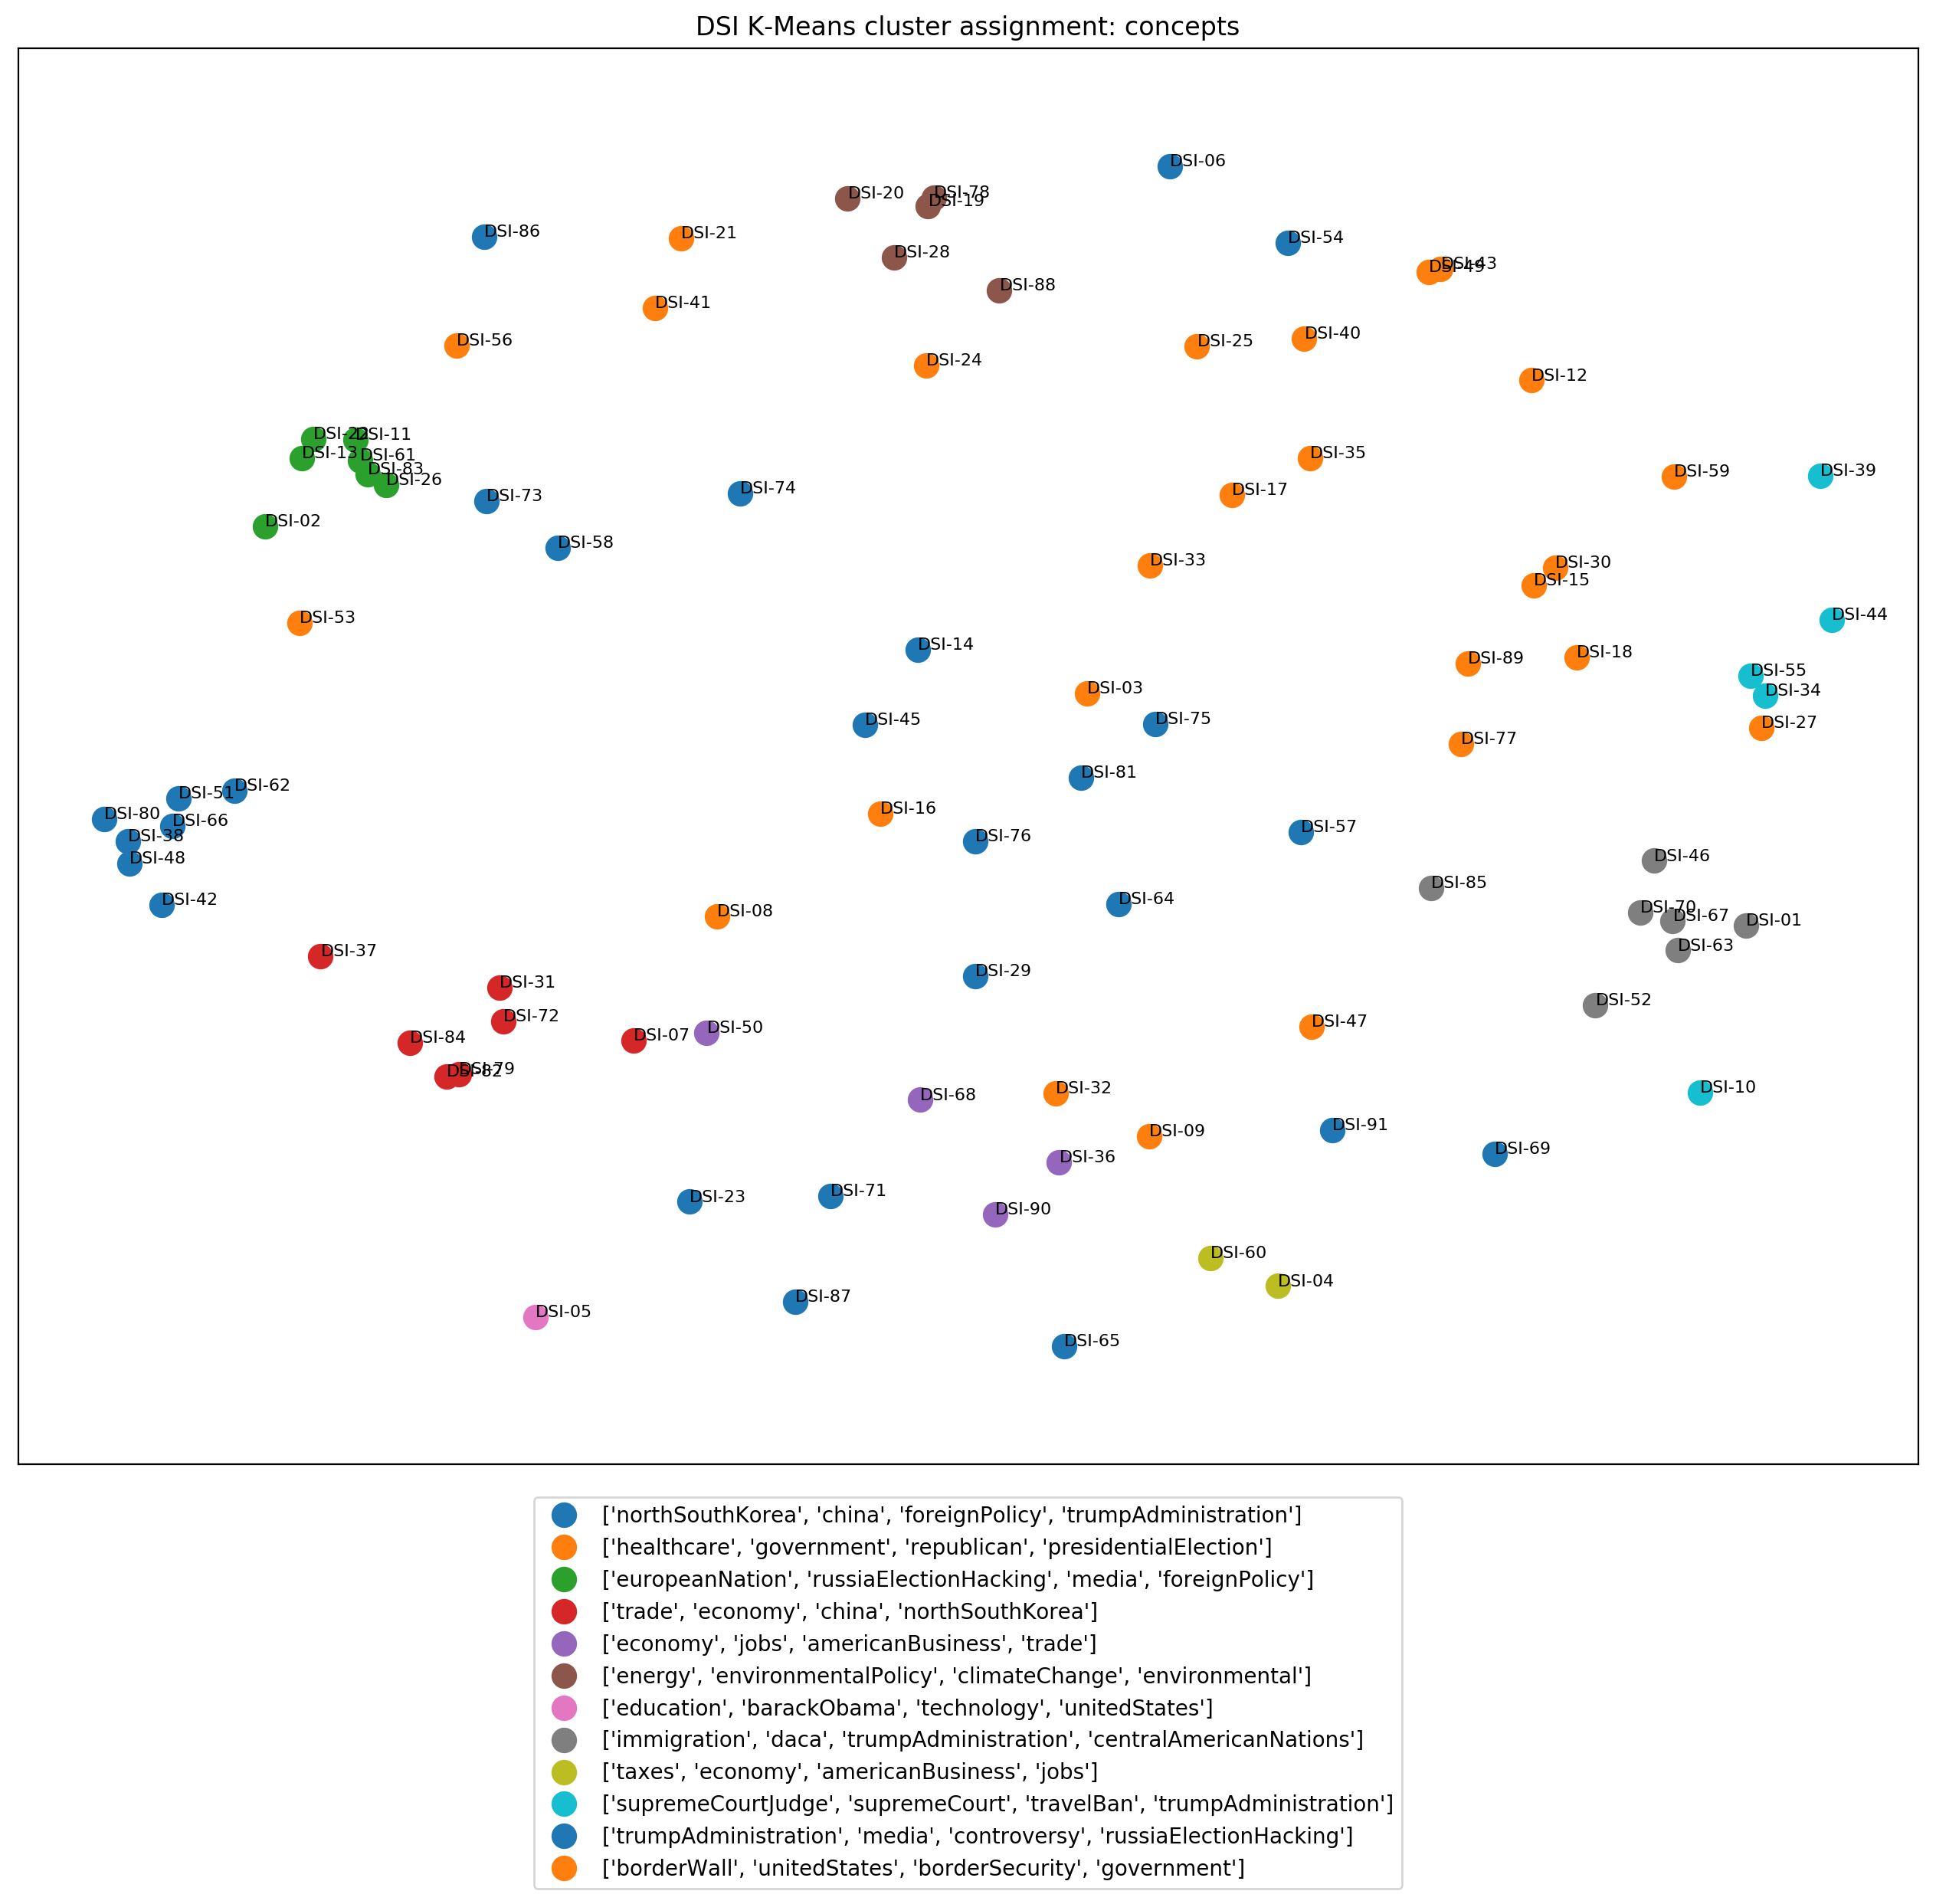 DSI K-Means cluster assignment: concepts
DSI-06
DSI-20
DSI-78
DSI-19
DSI-86
DSI-21
DSI-54
DSI-28
DSI-43
DSI-49
DSI-88
DSI-41
DSI-40
DSI-56
DSI-25
DSI-24
DSI-12
DSI-22
DSI-11
DSI-13
DSI-61
DSI-35
DSI-83
DSI-59
DSI-39
DSI-26
DSI-74
DSI-17
DSI-73
DSI-02
DSI-58
DSI-33
DSI-30
DSI-15
DSI-53
DSI-44
DSI-14
DSI-18
DSI-89
DSI-55
DSI-03
DSI-34
DSI-45
DSI-75
DSI-27
DSI-77
DSI-81
DSI-62
DSI-51
DSI-16
DSI-80
DSI-66
DSI-57
DSI-38
DSI-76
DSI-48
DSI-46
DSI-85
DSI-42
DSI-64
DSI-08
DSI-70
DSI-67
DSI-01
DSI-63
DSI-37
DSI-29
DSI-31
DSI-52
DSI-72
DSI-47
DSI-50
DSI-07
DSI-84
DSI-79
DSI-82
DSI-32
DSI-10
DSI-68
DSI-91
DSI-09
DSI-69
DSI-36
DSI-71
DSI-23
DSI-90
DSI-60
DSI-04
DSI-87
DSI-05
DSI-65
['northSouthKorea', 'china', 'foreignPolicy', 'trumpAdministration']
['healthcare', 'government', 'republican', 'presidentialElection']
['europeanNation', 'russiaElectionHacking', 'media', 'foreignPolicy']
['trade', 'economy', 'china', 'northSouthKorea']
['economy', 'jobs', 'americanBusiness', 'trade']
['energy', 'environmentalPolicy', 'climateChange', 'environmental']
['education', 'barackObama', 'technology', 'unitedStates']
['immigration', 'daca', 'trumpAdministration', 'centralAmericanNations']
['taxes', 'economy', 'americanBusiness', 'jobs']
['supremeCourtJudge', 'supremeCourt', 'travelBan', 'trumpAdministration']
['trumpAdministration', 'media', 'controversy', 'russiaElectionHacking']
['borderWall', 'unitedStates', 'borderSecurity', 'government']